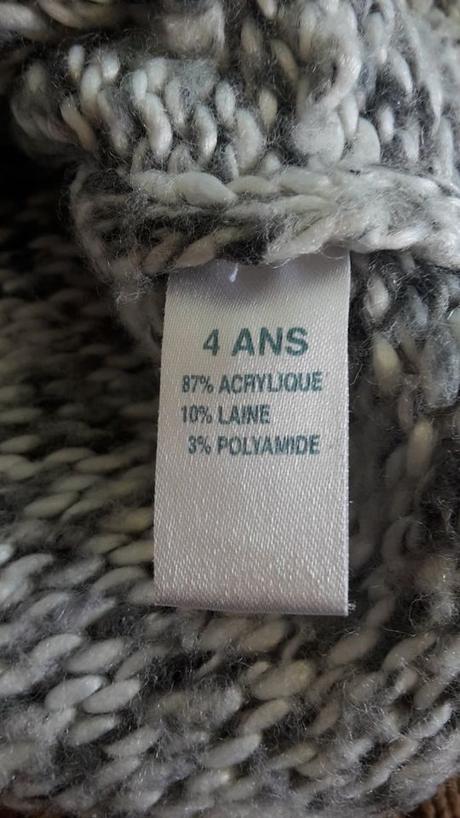 4 ANS
87% ACRYLIQUE
10% LAINE
3% POLYAMIDE